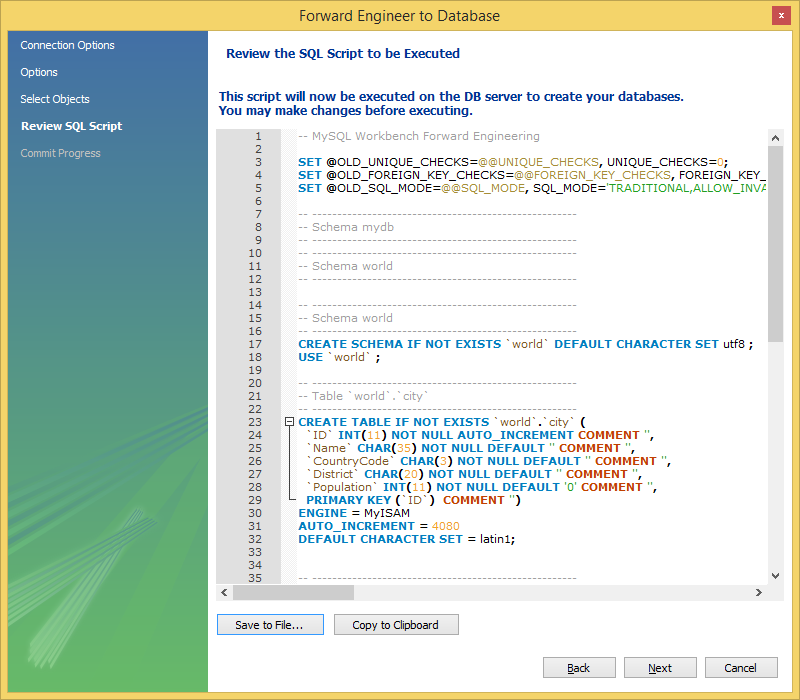 Forward Engineer to Database
x
Connection Options
Options
Select Objects
Review SQL Script
Commit Progress
Review the SQL Script to be Executed
This script will now be executed on the DB server to create your databases.
You may make changes before executing.
1 -- MySQL Workbench Forward Engineering
2
3 SET @OLD_UNIQUE_CHECKS=@@UNIQUE_CHECKS, UNIQUE_CHECKS=0;
4 SET @OLD_FOREIGN_KEY_CHECKS=@@FOREIGN_KEY_CHECKS, FOREIGN_KEY_
5 SET @OLD_SQL_MODE=@@SQL_MODE, SQL_MODE='TRADITIONAL,ALLOW_INVA
6
7 -- -----------------------------------------------------
8 -- Schema mydb
9 -- -----------------------------------------------------
10 -- -----------------------------------------------------
11 -- Schema world
12 -- -----------------------------------------------------
13
14 -- -----------------------------------------------------
15 -- Schema world
16 -- -----------------------------------------------------
17 CREATE SCHEMA IF NOT EXISTS `world` DEFAULT CHARACTER SET utf8 ;
18 USE `world` ;
19
20 -- -----------------------------------------------------
21 -- Table `world`.`city`
22 -- -----------------------------------------------------
23 CREATE TABLE IF NOT EXISTS `world`.`city` (
24 `ID` INT(11) NOT NULL AUTO_INCREMENT COMMENT '',
25 `Name` CHAR(35) NOT NULL DEFAULT '' COMMENT '',
26 `CountryCode` CHAR(3) NOT NULL DEFAULT '' COMMENT '',
27 `District` CHAR(20) NOT NULL DEFAULT '' COMMENT '',
28 `Population` INT(11) NOT NULL DEFAULT '0' COMMENT '',
29 PRIMARY KEY (`ID`) COMMENT '')
30 ENGINE = MyISAM
31 AUTO_INCREMENT = 4080
32 DEFAULT CHARACTER SET = latin1;
33
34
35 -- -----------------------------------------------------
Save to File...
Copy to Clipboard
Back
Next
Cancel